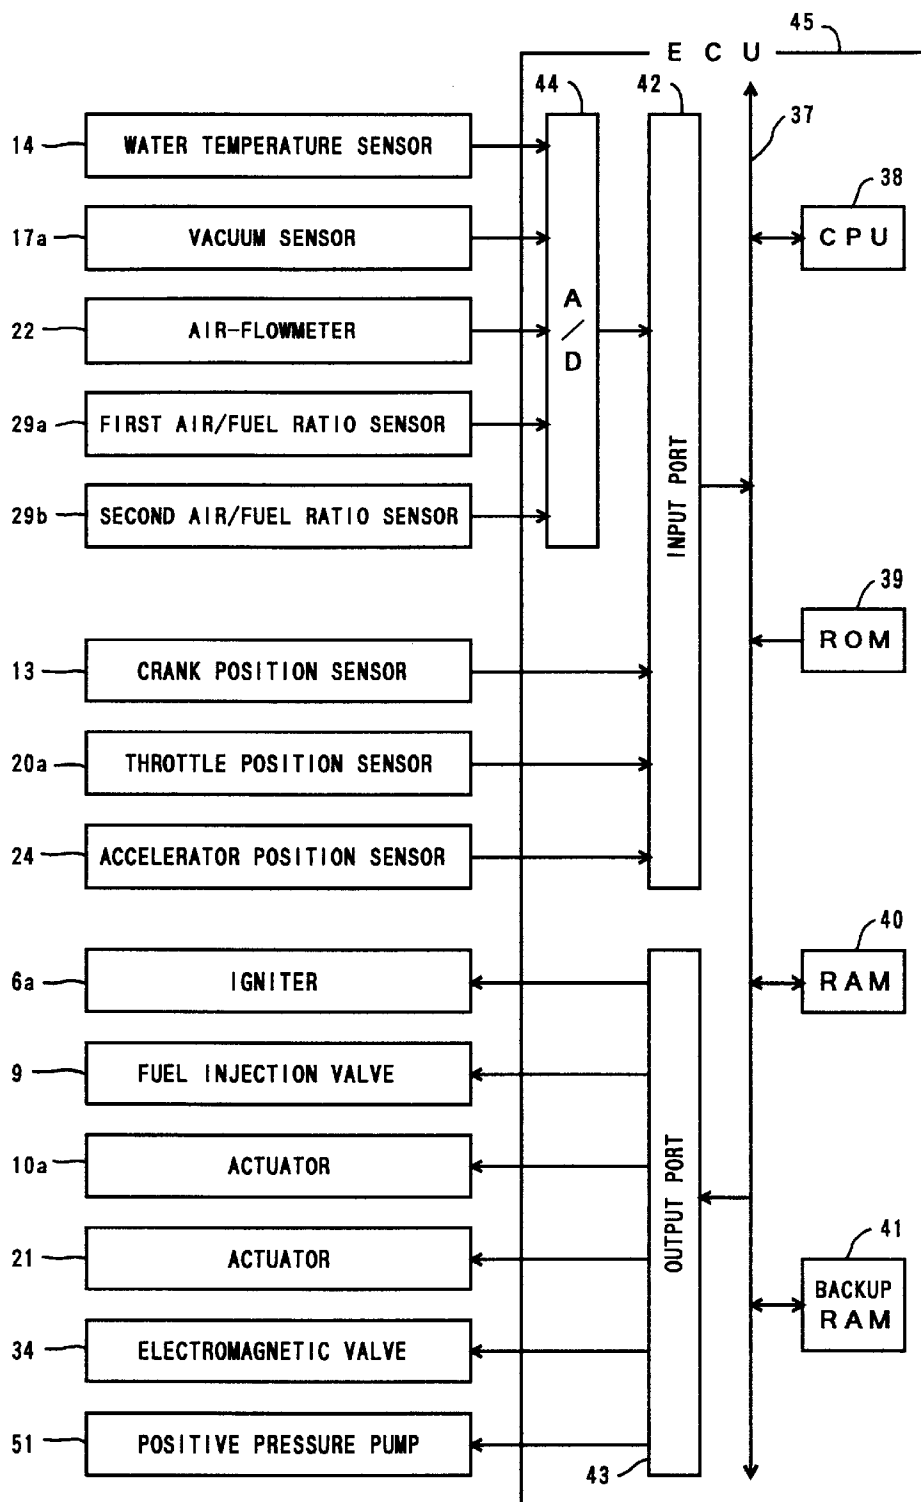 45
E C U
44
42
37
14 WATER TEMPERATURE SENSOR
38
17a VACUUM SENSOR
CPU
22 AIR-FLOWMETER
A/D
29a FIRST AIR/FUEL RATIO SENSOR
INPUT PORT
29b SECOND AIR/FUEL RATIO SENSOR
39
ROM
13 CRANK POSITION SENSOR
20a THROTTLE POSITION SENSOR
24 ACCELERATOR POSITION SENSOR
40
6a IGNITER
RAM
9 FUEL INJECTION VALVE
10a ACTUATOR
OUTPUT PORT
21 ACTUATOR
41
BACKUP
RAM
34 ELECTROMAGNETIC VALVE
51 POSITIVE PRESSURE PUMP
43